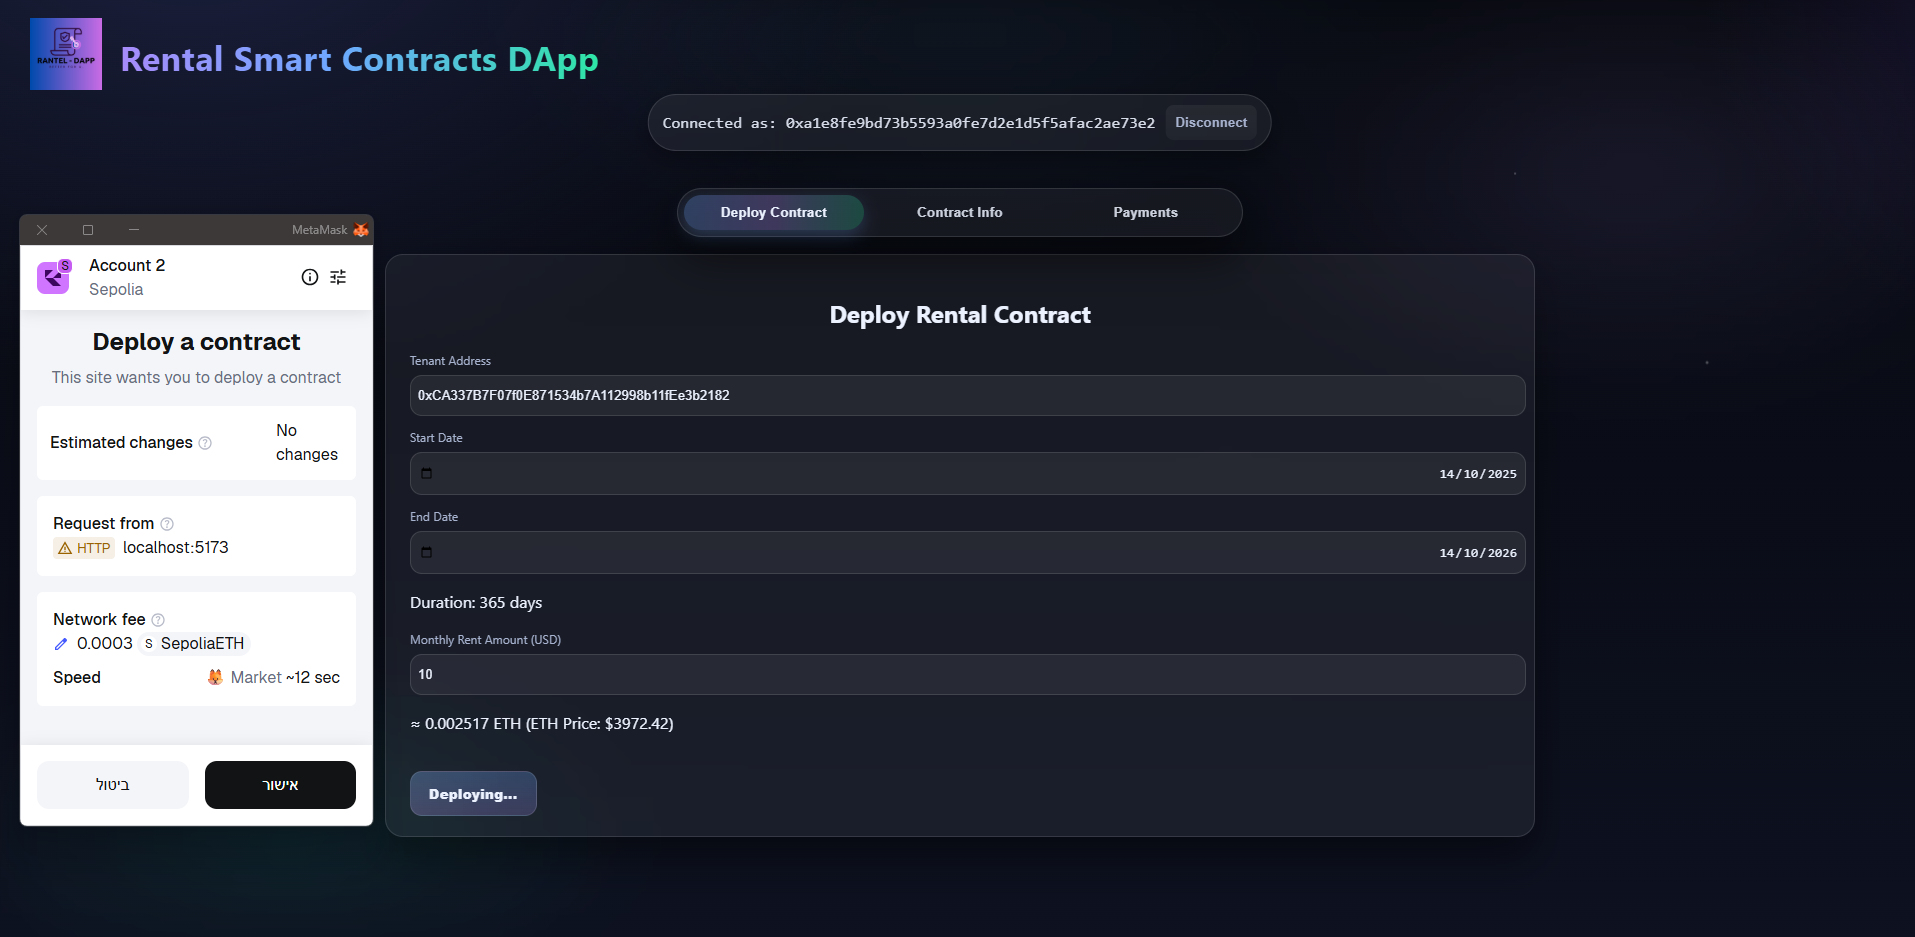 RANTEL - DAPP
Rental Smart Contracts DApp
Connected as: 0xa1e8fe9bd73b5593a0fe7d2e1d5f5afac2ae73e2
Disconnect
Deploy Contract
Contract Info
Payments
MetaMask
S
Account 2
Sepolia
Deploy a contract
This site wants you to deploy a contract
Estimated changes
No
changes
Request from
HTTP localhost:5173
Network fee
0.0003 S SepoliaETH
Speed
Market ~12 sec
ביטול
אישור
Deploy Rental Contract
Tenant Address
0xCA337B7F07f0E871534b7A112998b11fEe3b2182
Start Date
14/10/2025
End Date
14/10/2026
Duration: 365 days
Monthly Rent Amount (USD)
10
≈ 0.002517 ETH (ETH Price: $3972.42)
Deploying...